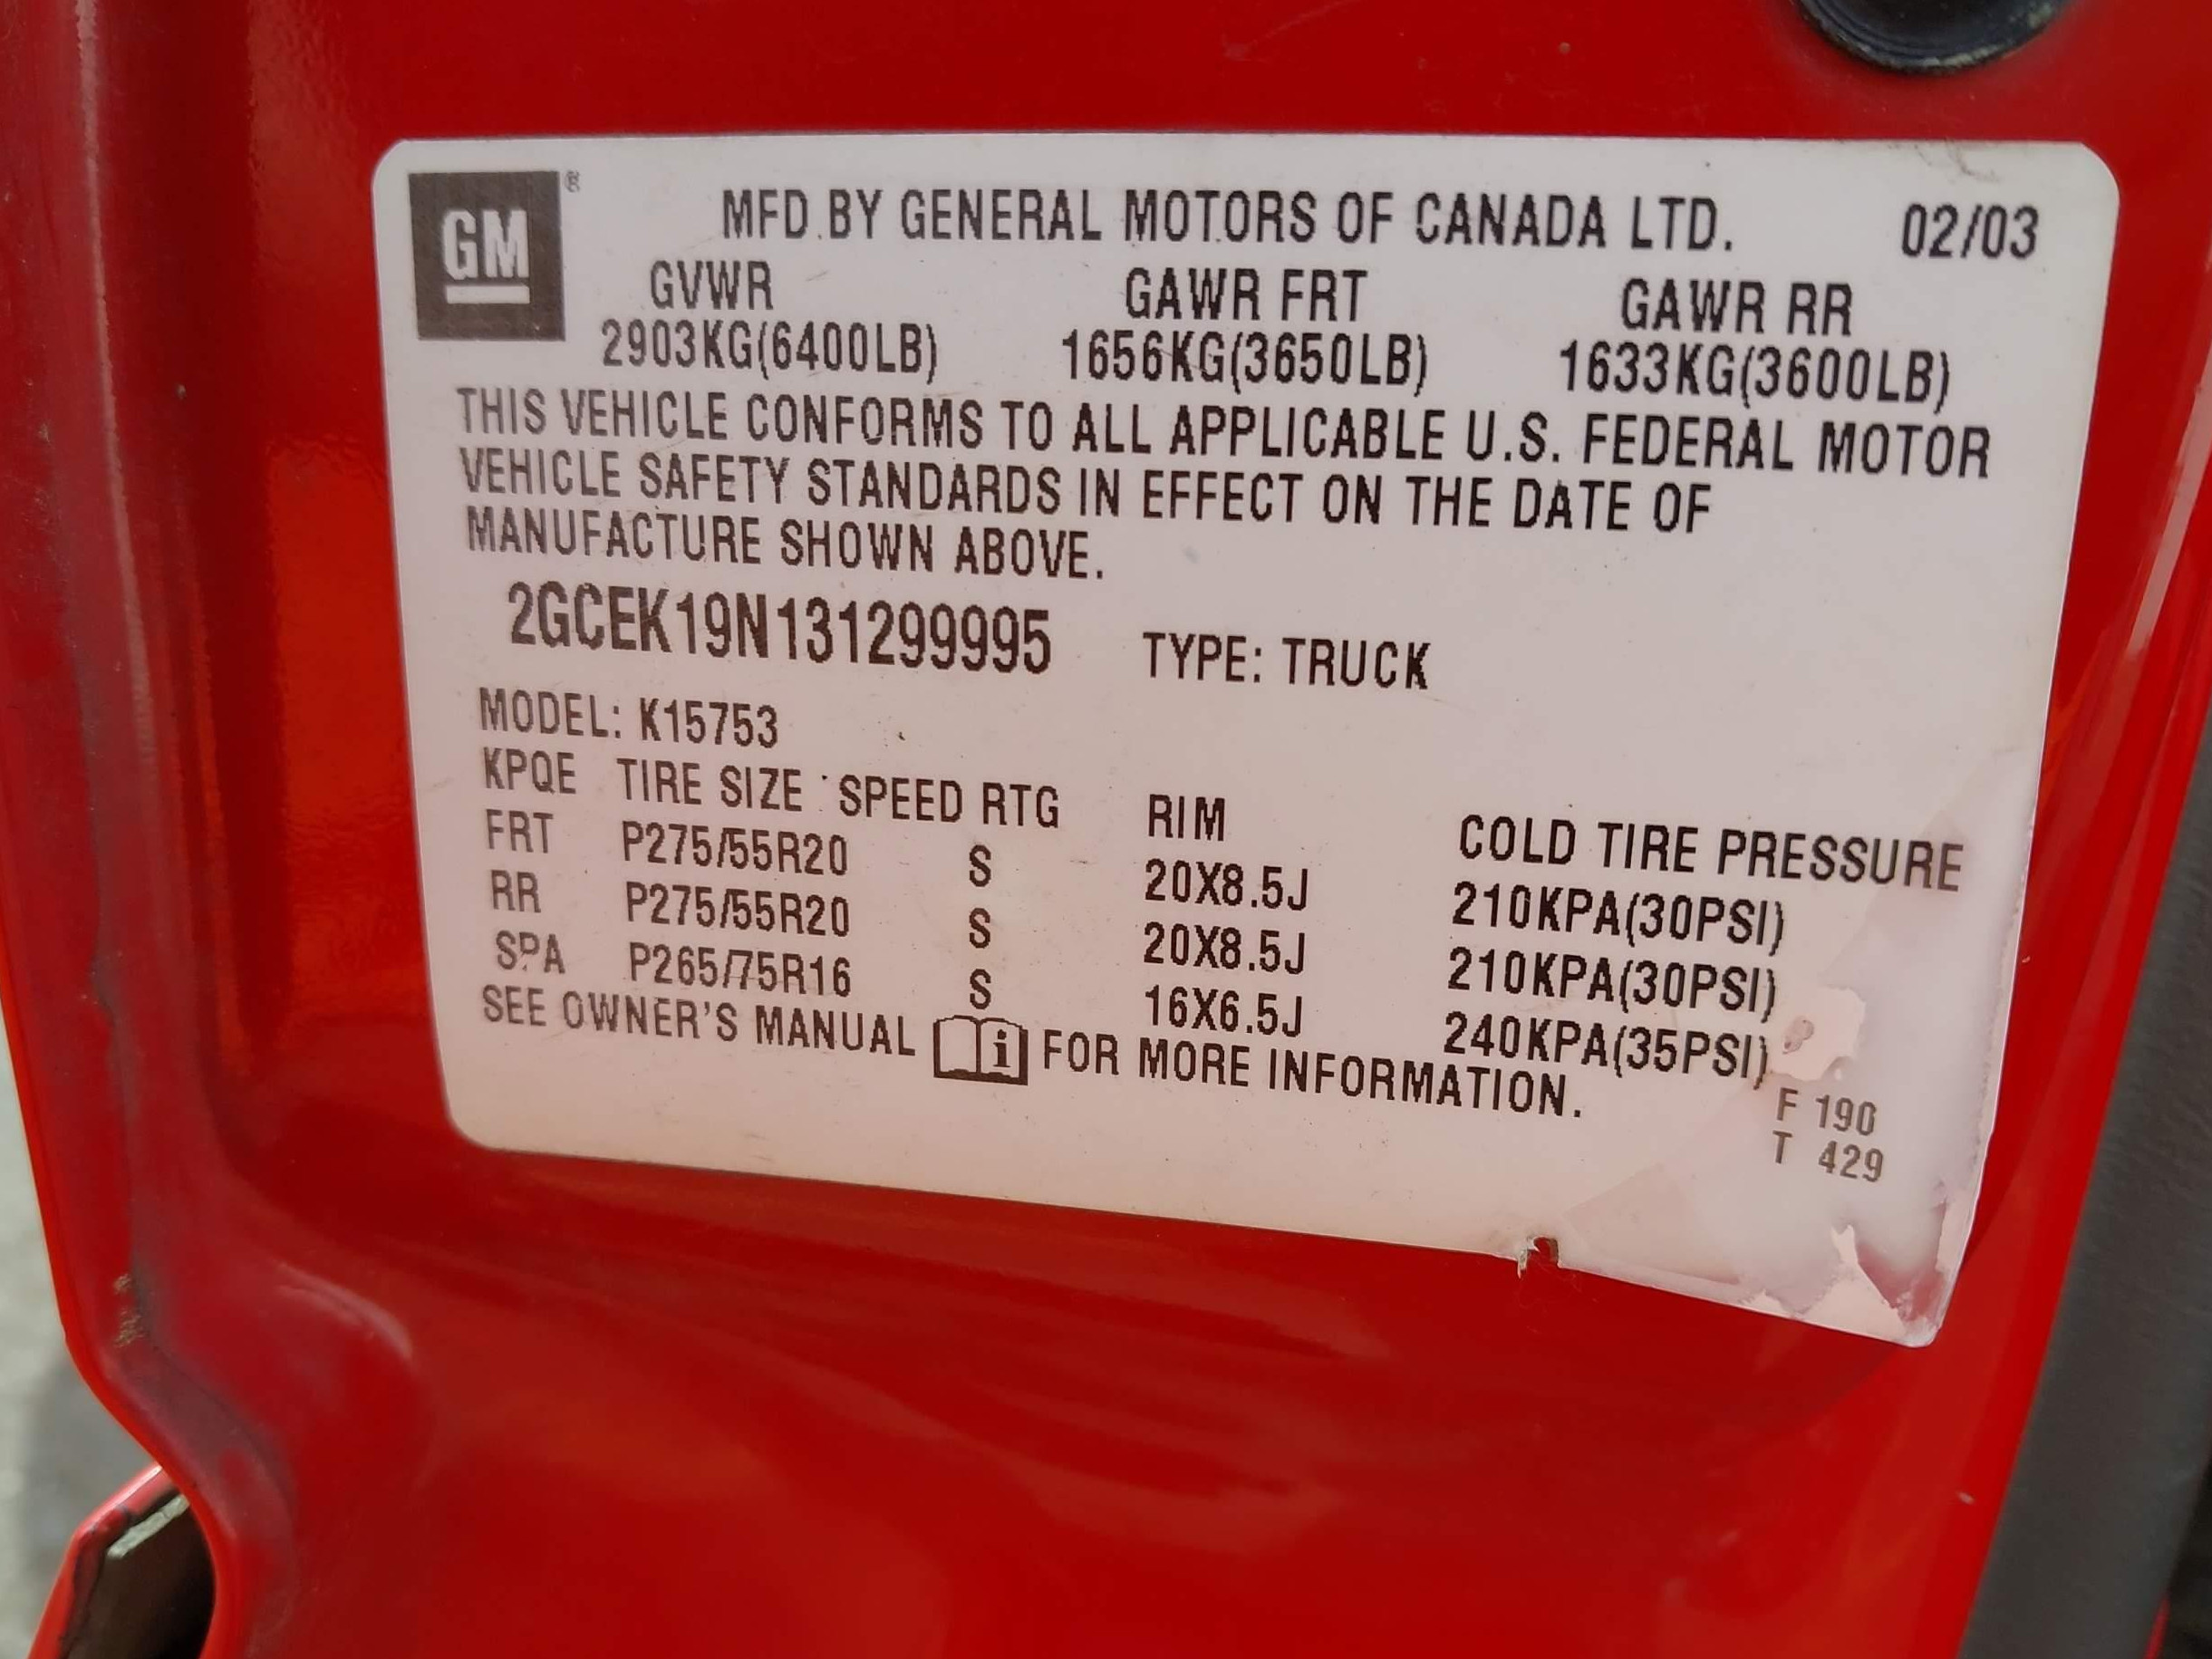 GM®
MFD.BY GENERAL MOTORS OF CANADA LTD. 02/03
GVWR GAWR FRT GAWR RR
2903KG(6400LB) 1656KG(3650LB) 1633KG(3600LB)
THIS VEHICLE CONFORMS TO ALL APPLICABLE U.S. FEDERAL MOTOR
VEHICLE SAFETY STANDARDS IN EFFECT ON THE DATE OF
MANUFACTURE SHOWN ABOVE.
2GCEK19N131299995 TYPE: TRUCK
MODEL: K15753
KPQE TIRE SIZE SPEED RTG RIM COLD TIRE PRESSURE
FRT P275/55R20 S 20X8.5J 210KPA(30PSI)
RR P275/55R20 S 20X8.5J 210KPA(30PSI)
SPA P265/75R16 S 16X6.5J 240KPA(35PSI)
SEE OWNER'S MANUAL i FOR MORE INFORMATION.
F 190
T 429